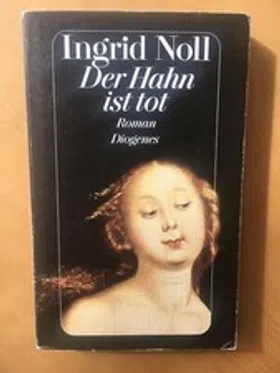 Ingrid Noll
Der Hahn
ist tot
Roman
Diogenes